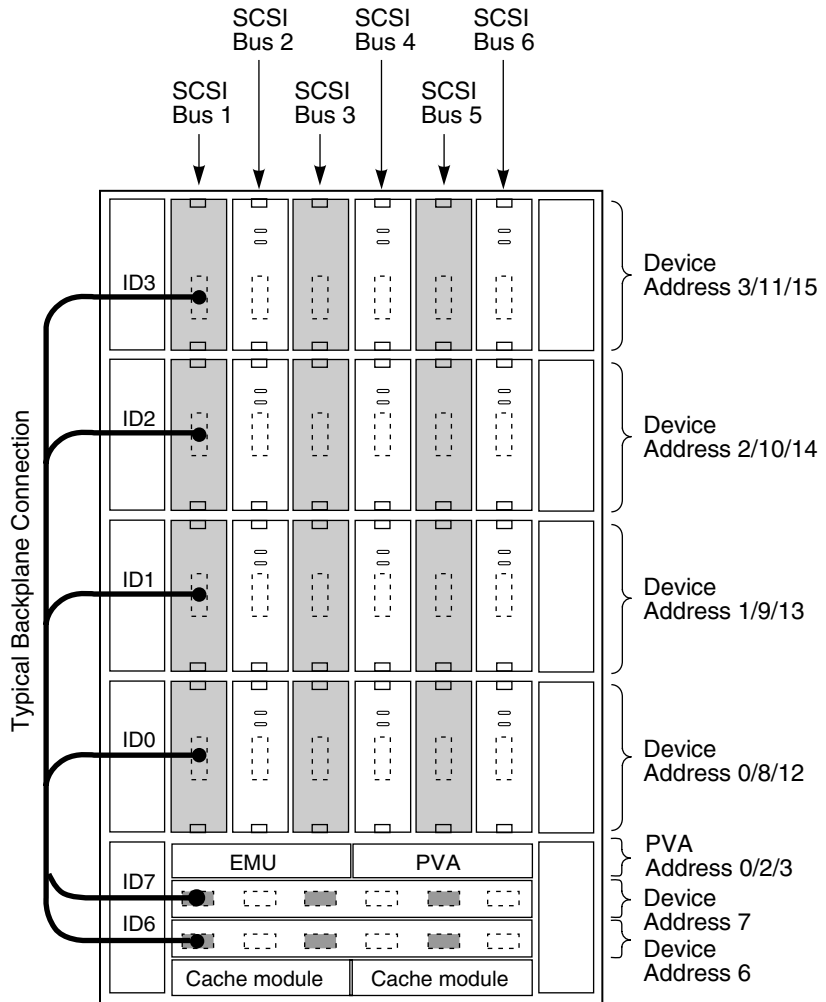 SCSI
Bus 2
SCSI
Bus 4
SCSI
Bus 6
SCSI
Bus 1
SCSI
Bus 3
SCSI
Bus 5
ID3
Device
Address 3/11/15
ID2
Device
Address 2/10/14
Typical Backplane Connection
ID1
Device
Address 1/9/13
ID0
Device
Address 0/8/12
EMU
PVA
PVA
Address 0/2/3
ID7
Device
Address 7
ID6
Device
Address 6
Cache module
Cache module